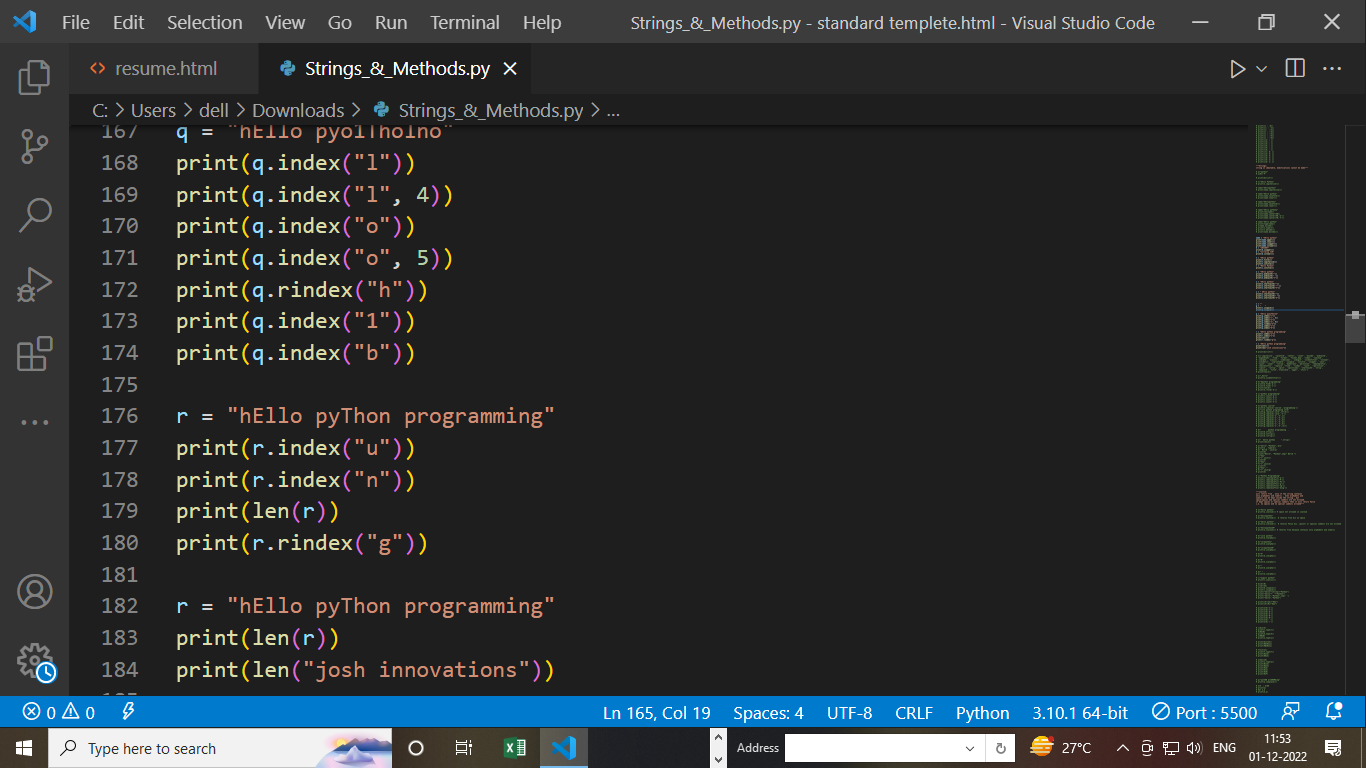 File Edit Selection View Go Run Terminal Help Strings_&_Methods.py - standard templete.html - Visual Studio Code
resume.html Strings_&_Methods.py
C: > Users > dell > Downloads > Strings_&_Methods.py > ...
167 q = "hEllo pyollholno"
168 print(q.index("l"))
169 print(q.index("l", 4))
170 print(q.index("o"))
171 print(q.index("o", 5))
172 print(q.rindex("h"))
173 print(q.index("1"))
174 print(q.index("b"))
175
176 r = "hEllo pyThon programming"
177 print(r.index("u"))
178 print(r.index("n"))
179 print(len(r))
180 print(r.rindex("g"))
181
182 r = "hEllo pyThon programming"
183 print(len(r))
184 print(len("josh innovations"))
0 0 Ln 165, Col 19 Spaces: 4 UTF-8 CRLF Python 3.10.1 64-bit Port : 5500
Type here to search Address 27°C ENG 11:53
01-12-2022